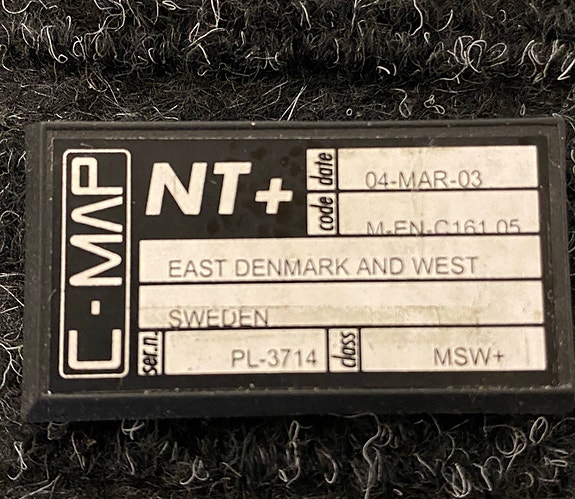 C-MAP
NT+
date 04-MAR-03
code M-EN-C161.05
EAST DENMARK AND WEST
SWEDEN
ser.n. PL-3714 class MSW+